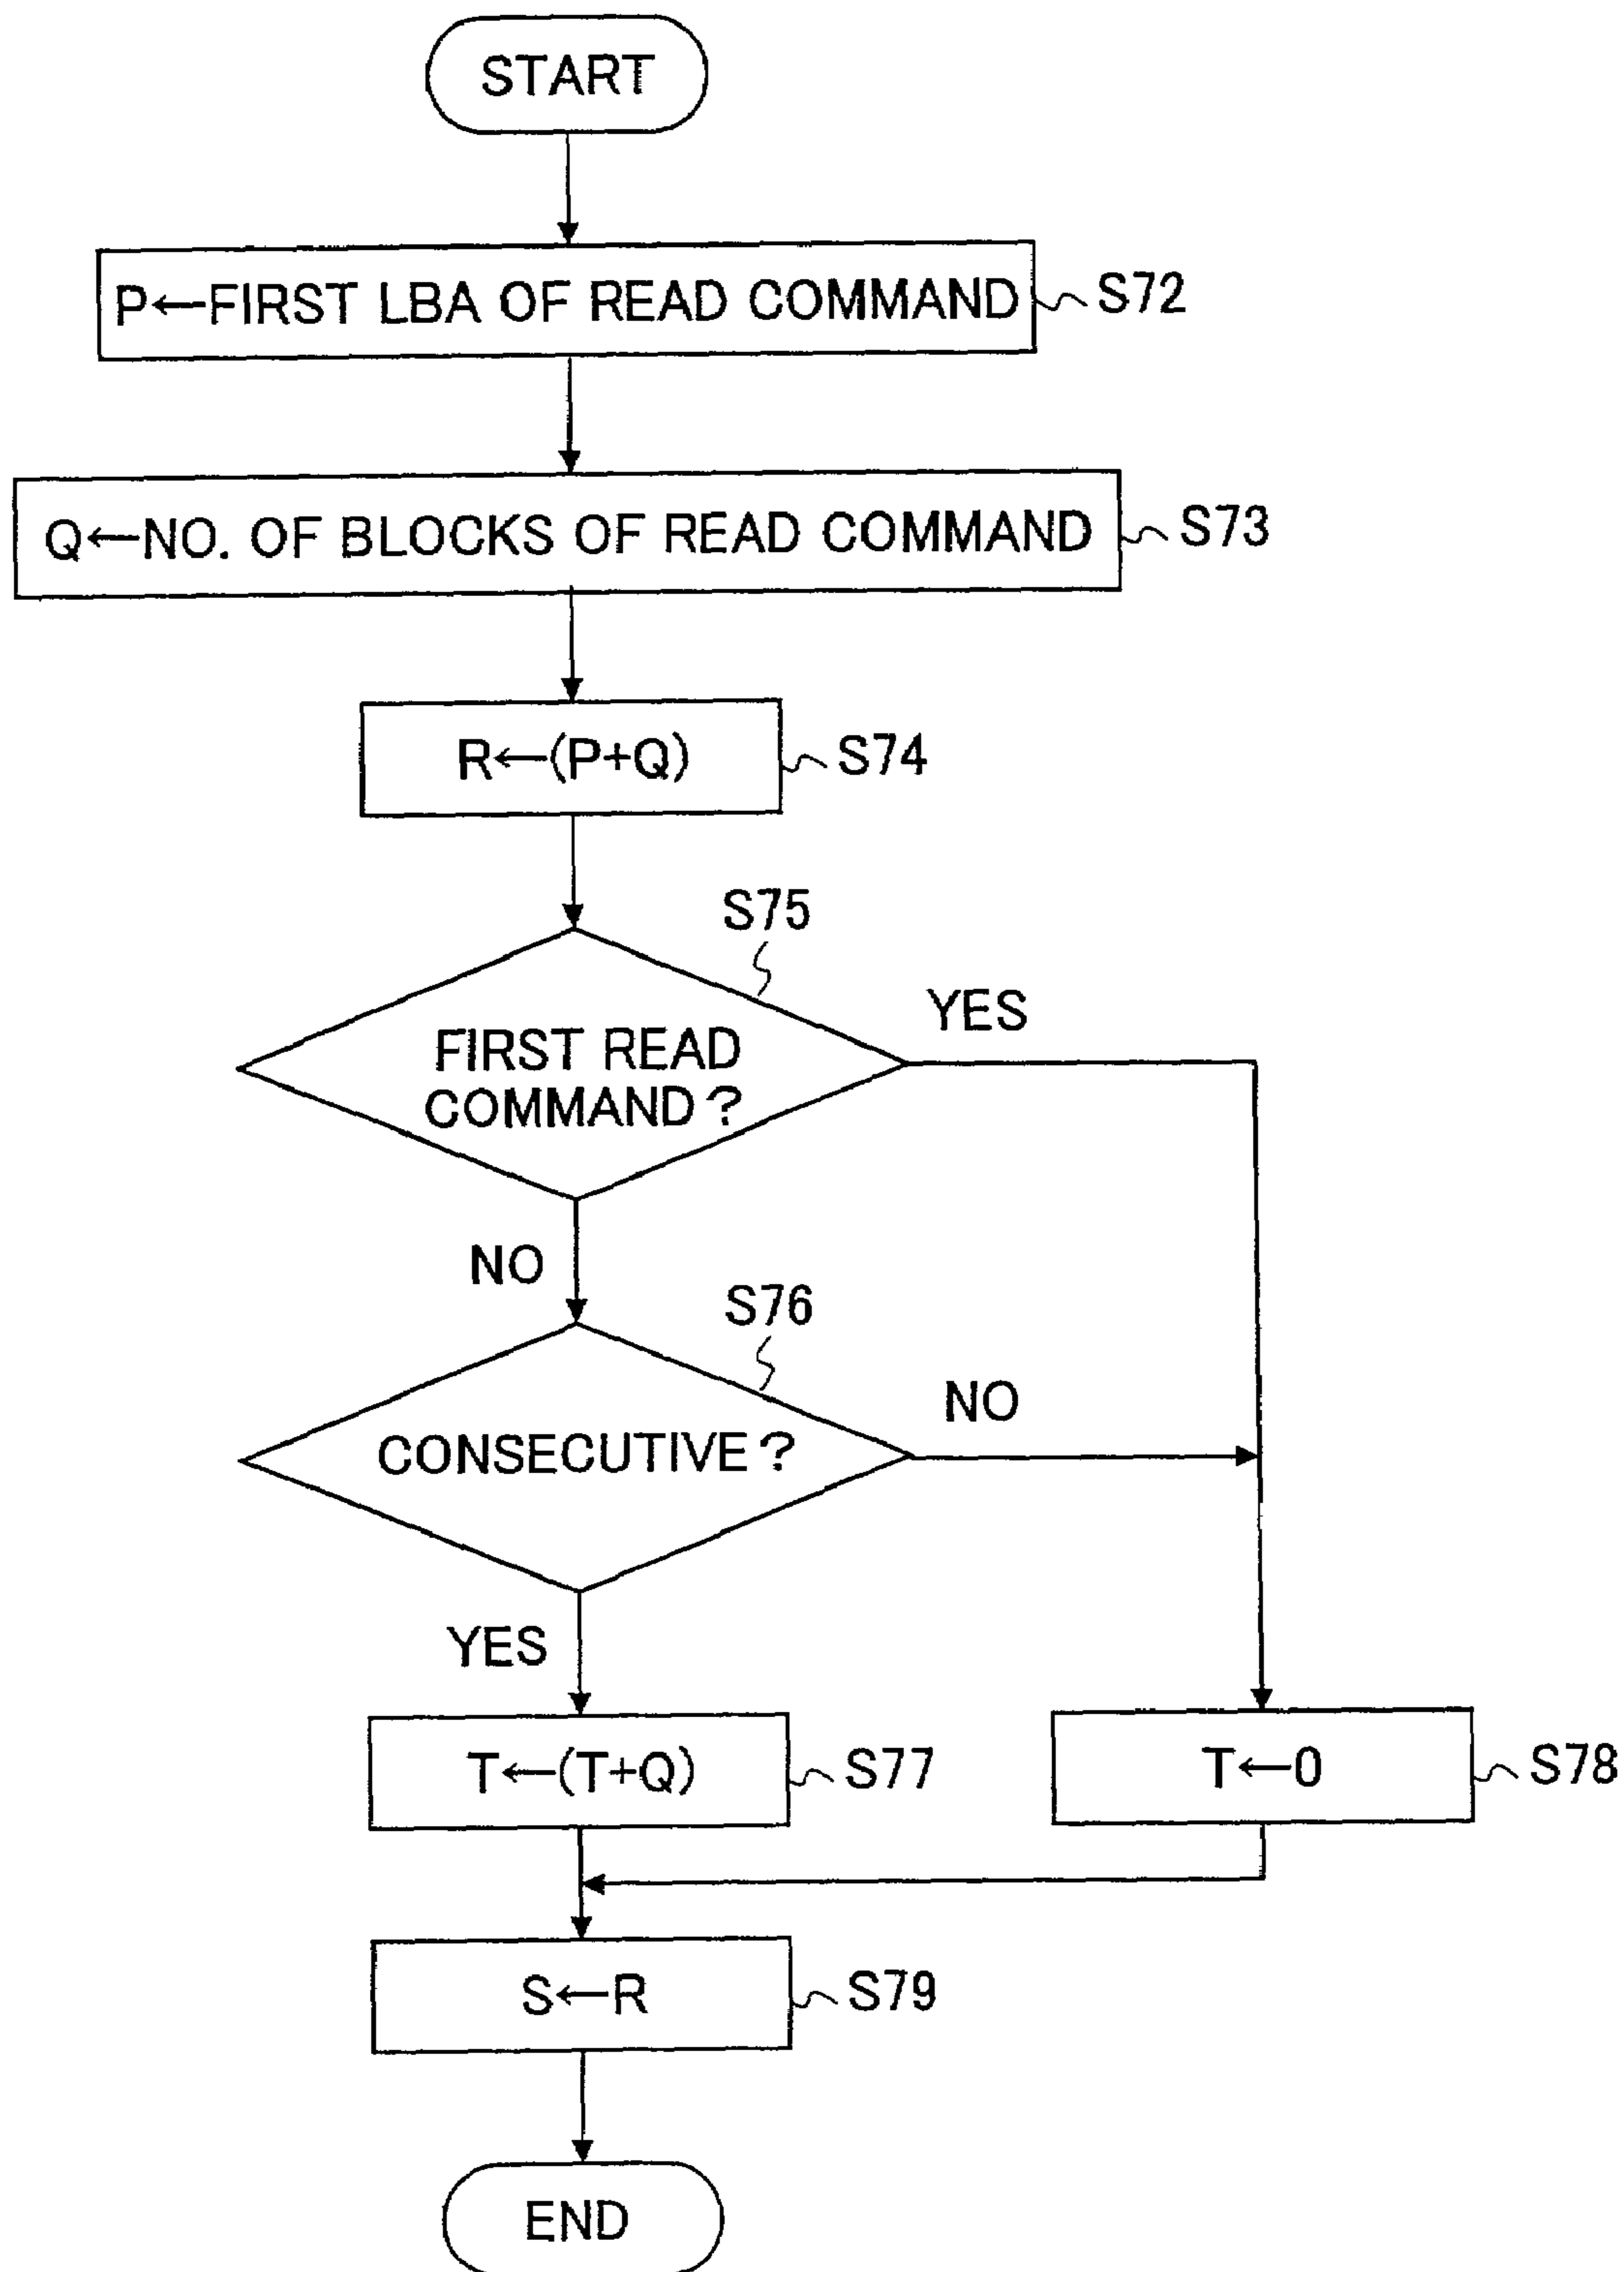 START
P←FIRST LBA OF READ COMMAND
S72
Q←NO. OF BLOCKS OF READ COMMAND
S73
R←(P+Q)
S74
S75
FIRST READ
COMMAND?
YES
NO
S76
CONSECUTIVE?
NO
YES
T←(T+Q)
S77
T←0
S78
S←R
S79
END